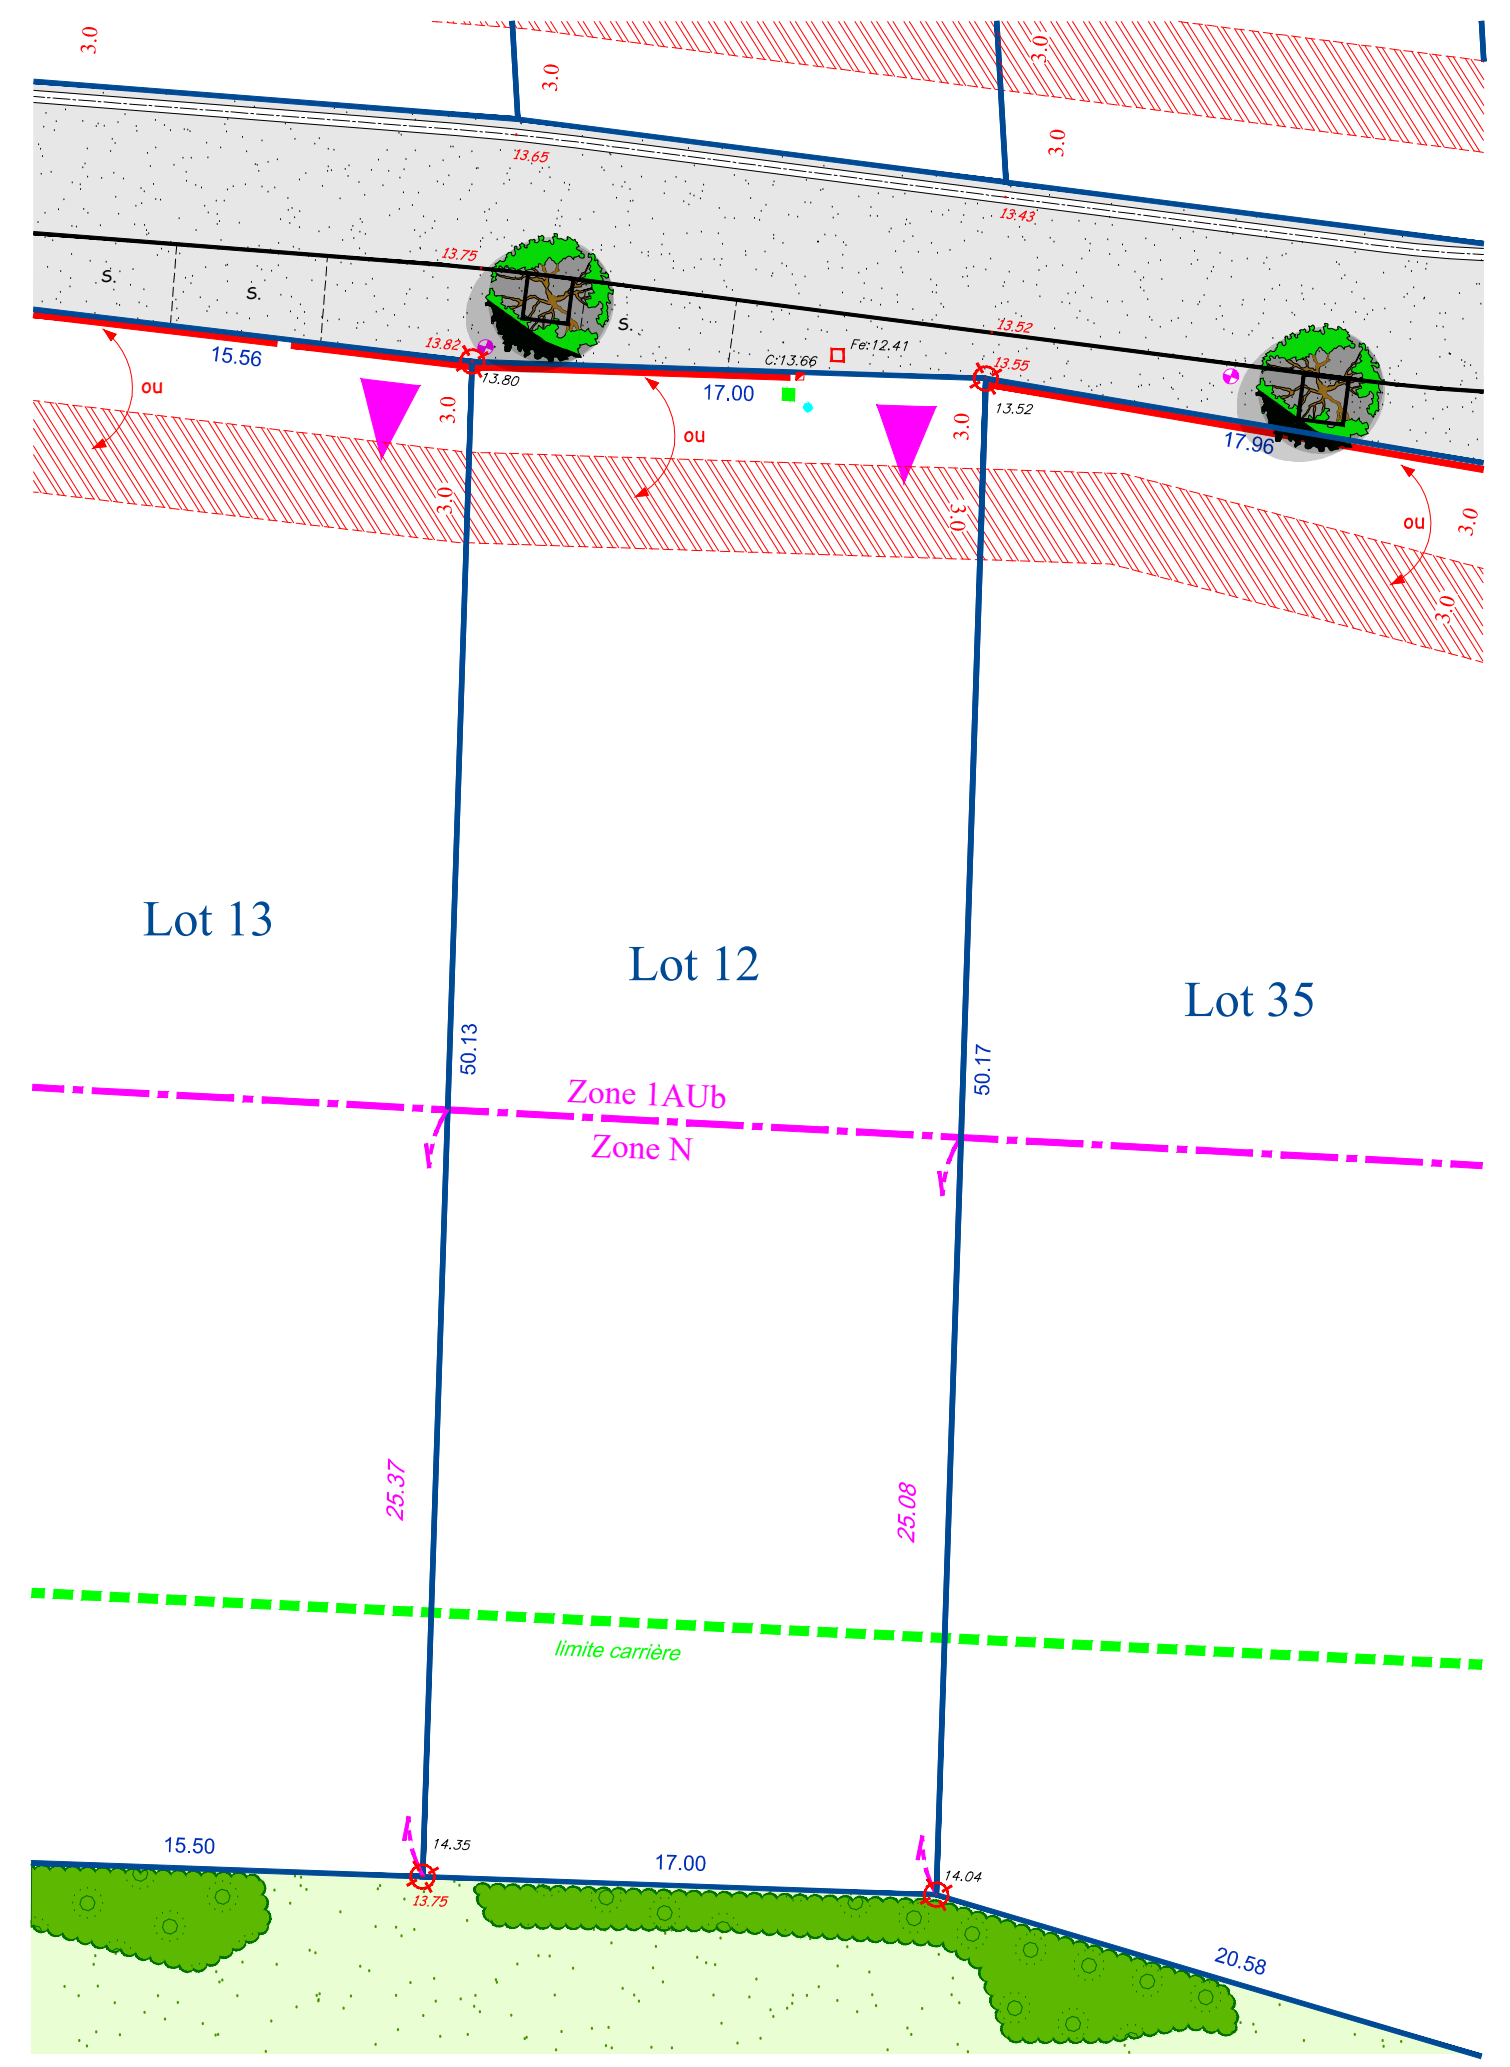 3.0
3.0
3.0
3.0
13.65
13.43
13.75
S.
S.
S.
13.82
13.52
Fe:12.41
C:13.66
13.55
15.56
13.80
17.00
13.52
ou
3.0
ou
3.0
17.96
3.0
3.0
ou
3.0
3.0
Lot 13
Lot 12
Lot 35
50.13
50.17
Zone 1AUb
Zone N
25.37
25.08
limite carrière
15.50
14.35
17.00
14.04
13.75
20.58